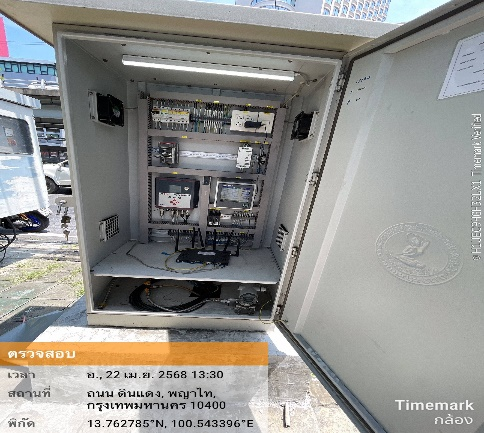 ตรวจสอบ
เวลา อ., 22 เม.ย. 2568 13:30
สถานที่ ถนน ดินแดง, พญาไท,
กรุงเทพมหานคร 10400
พิกัด 13.762785°N, 100.543396°E
Timemark
กล้อง